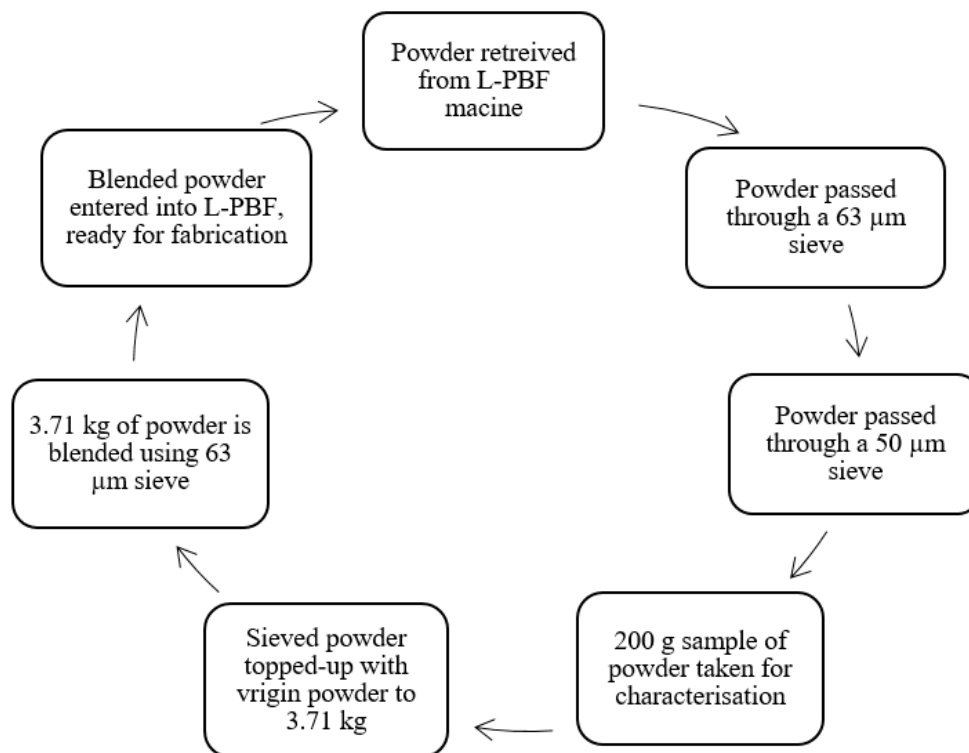 Powder retreived
from L-PBF
macine
Powder passed
through a 63 µm
sieve
Powder passed
through a 50 µm
sieve
200 g sample of
powder taken for
characterisation
Sieved powder
topped-up with
vrigin powder to
3.71 kg
3.71 kg of powder is
blended using 63
µm sieve
Blended powder
entered into L-PBF,
ready for fabrication